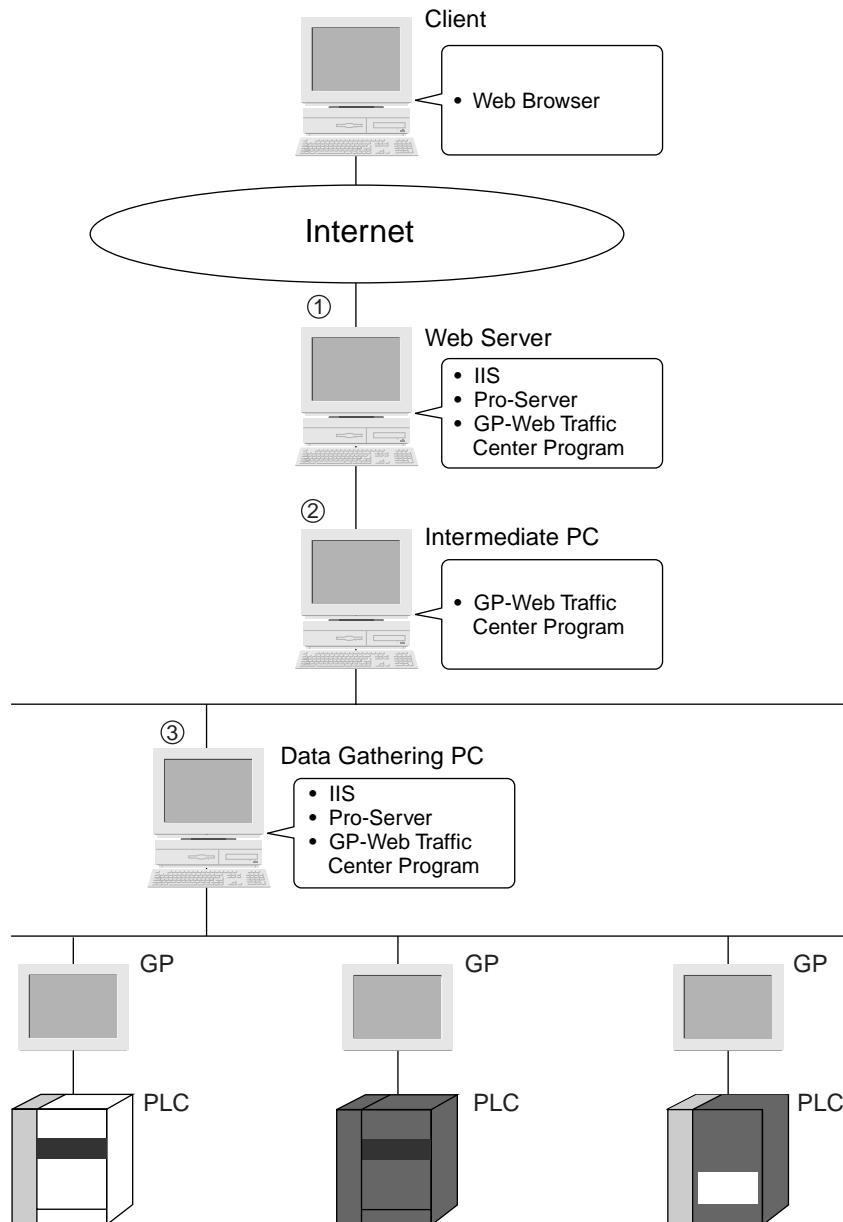 Client
• Web Browser
Internet
①
Web Server
• IIS
• Pro-Server
• GP-Web Traffic
Center Program
②
Intermediate PC
• GP-Web Traffic
Center Program
③
Data Gathering PC
• IIS
• Pro-Server
• GP-Web Traffic
Center Program
GP
GP
GP
PLC
PLC
PLC